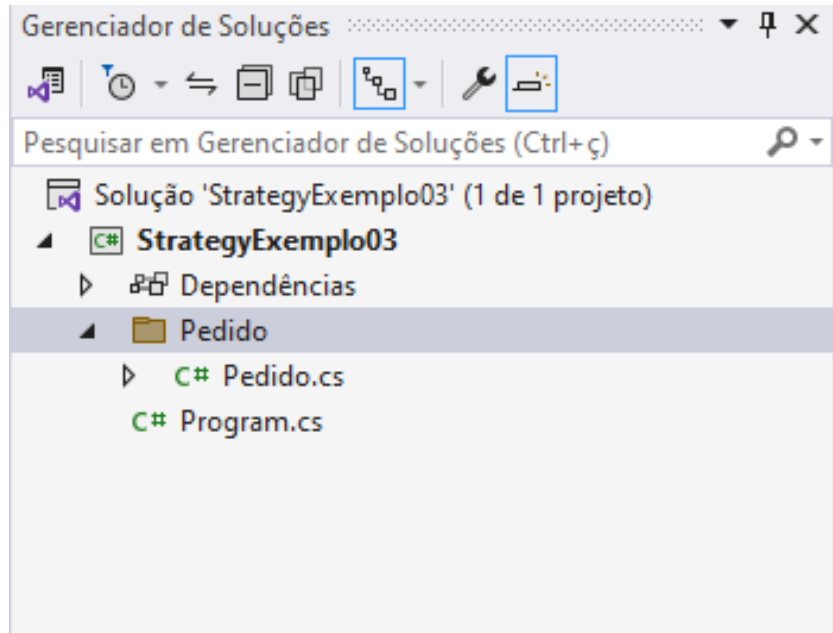 Gerenciador de Soluções
Pesquisar em Gerenciador de Soluções (Ctrl+ç)
Solução 'StrategyExemplo03' (1 de 1 projeto)
C# StrategyExemplo03
Dependências
Pedido
C# Pedido.cs
C# Program.cs